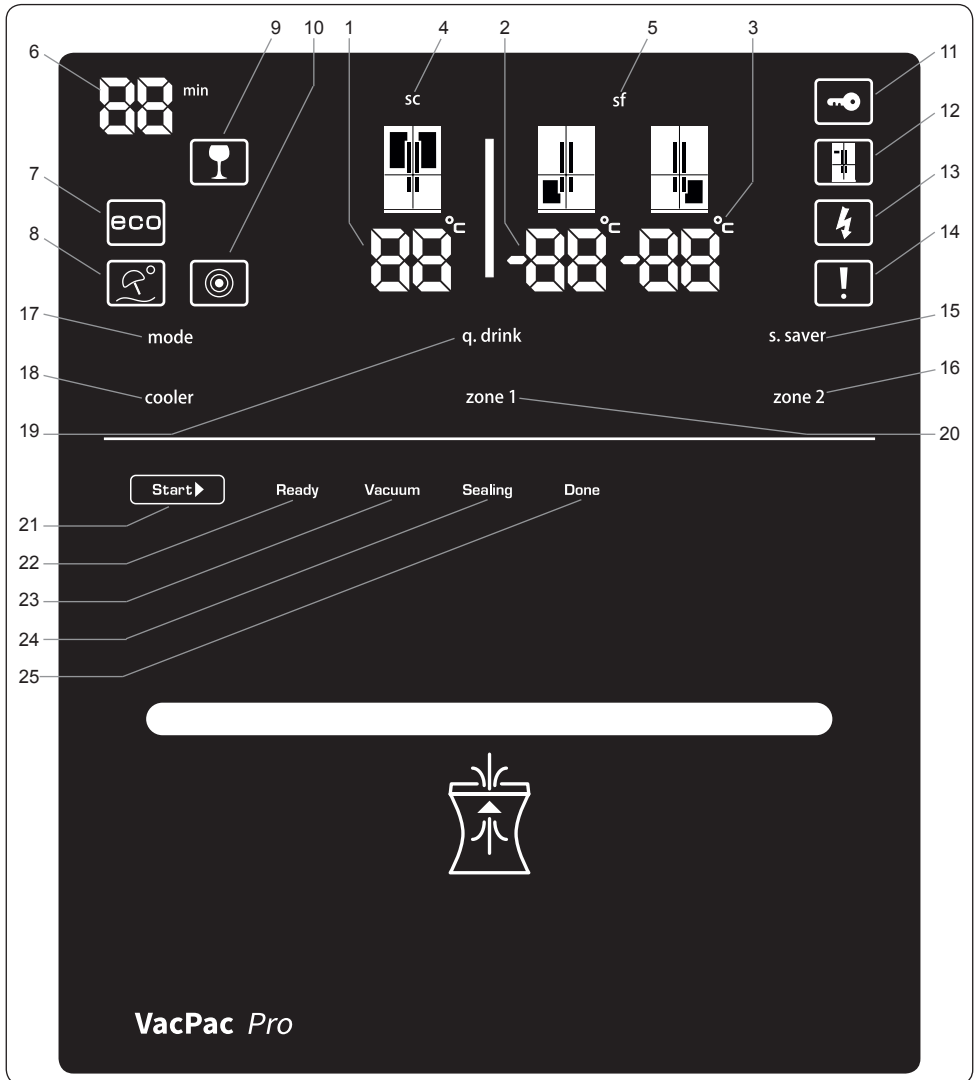 9 10 1 4 2 5 3
6 11
88 min
sc sf
12
7 13
eco
8 14
°C °C °C
88 -88 -88
!
17 15
mode q. drink s. saver
18 16
cooler zone 1 zone 2
19 20
Start Ready Vacuum Sealing Done
21
22
23
24
25
VacPac Pro